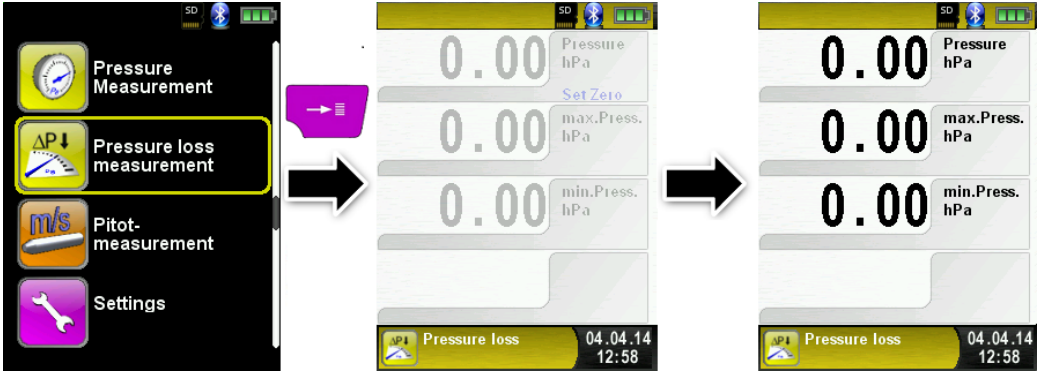 SD
Pressure
Measurement
ΔP
Pressure loss
measurement
m/s
Pitot-
measurement
Settings
SD
0.00 Pressure
hPa
Set Zero
0.00 max.Press.
hPa
0.00 min.Press.
hPa
ΔP
Pressure loss
04.04.14
12:58
SD
0.00 Pressure
hPa
0.00 max.Press.
hPa
0.00 min.Press.
hPa
ΔP
Pressure loss
04.04.14
12:58